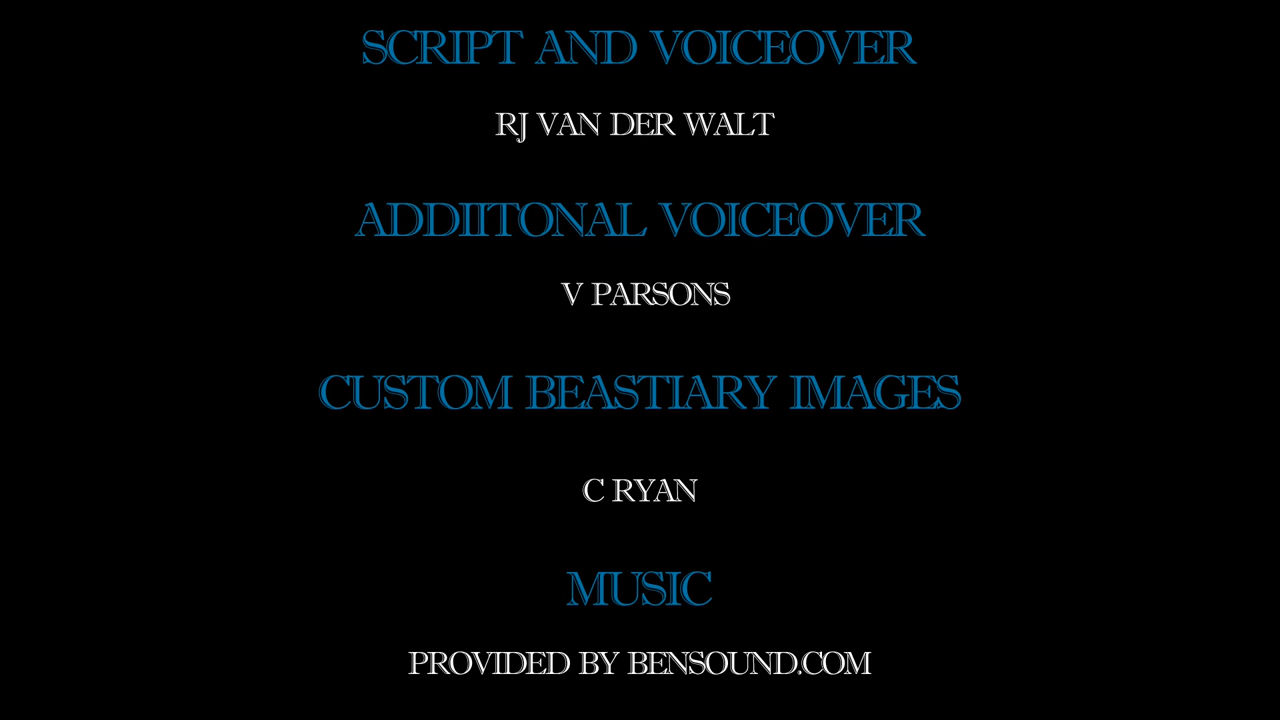 SCRIPT AND VOICEOVER
RJ VAN DER WALT
ADDIITONAL VOICEOVER
V PARSONS
CUSTOM BEASTIARY IMAGES
C RYAN
MUSIC
PROVIDED BY BENSOUND.COM